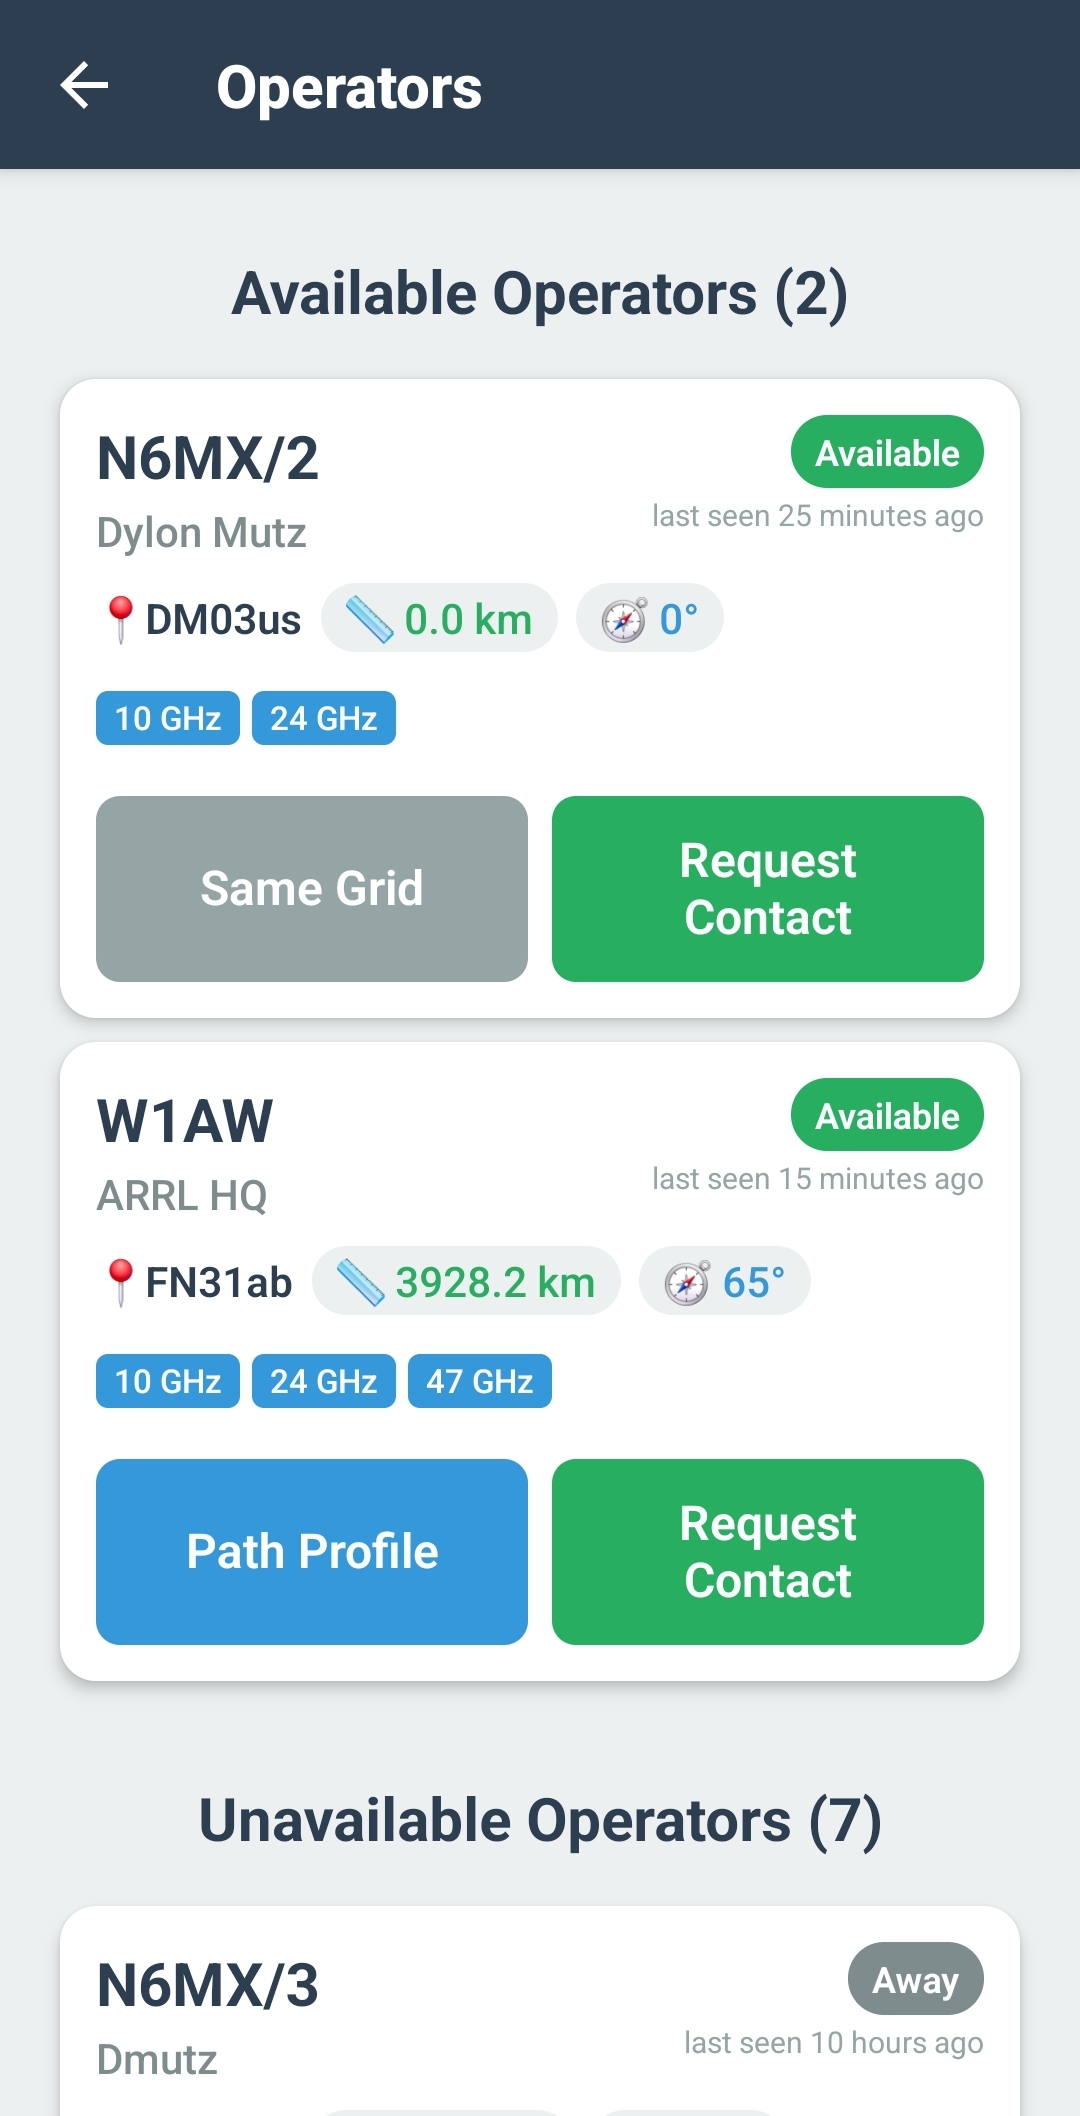 Operators
Available Operators (2)
N6MX/2
Available
Dylon Mutz
last seen 25 minutes ago
DM03us
0.0 km
0°
10 GHz
24 GHz
Same Grid
Request
Contact
W1AW
Available
ARRL HQ
last seen 15 minutes ago
FN31ab
3928.2 km
65°
10 GHz
24 GHz
47 GHz
Path Profile
Request
Contact
Unavailable Operators (7)
N6MX/3
Away
Dmutz
last seen 10 hours ago